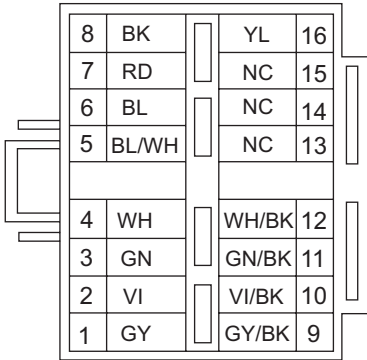 8 BK YL 16
7 RD NC 15
6 BL NC 14
5 BL/WH NC 13
4 WH WH/BK 12
3 GN GN/BK 11
2 VI VI/BK 10
1 GY GY/BK 9